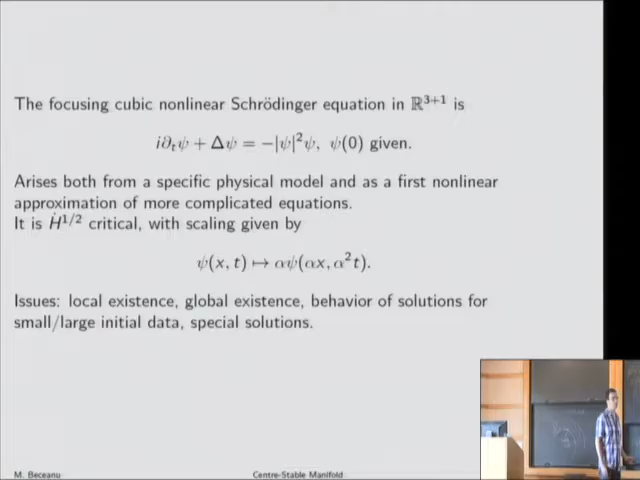 The focusing cubic nonlinear Schrödinger equation in ℝ³⁺¹ is
i∂ₜψ + Δψ = −|ψ|²ψ, ψ(0) given.
Arises both from a specific physical model and as a first nonlinear
approximation of more complicated equations.
It is Ḣ^{1/2} critical, with scaling given by
ψ(x, t) ↦ αψ(αx, α²t).
Issues: local existence, global existence, behavior of solutions for
small/large initial data, special solutions.
M. Beceanu
Centre-Stable Manifold